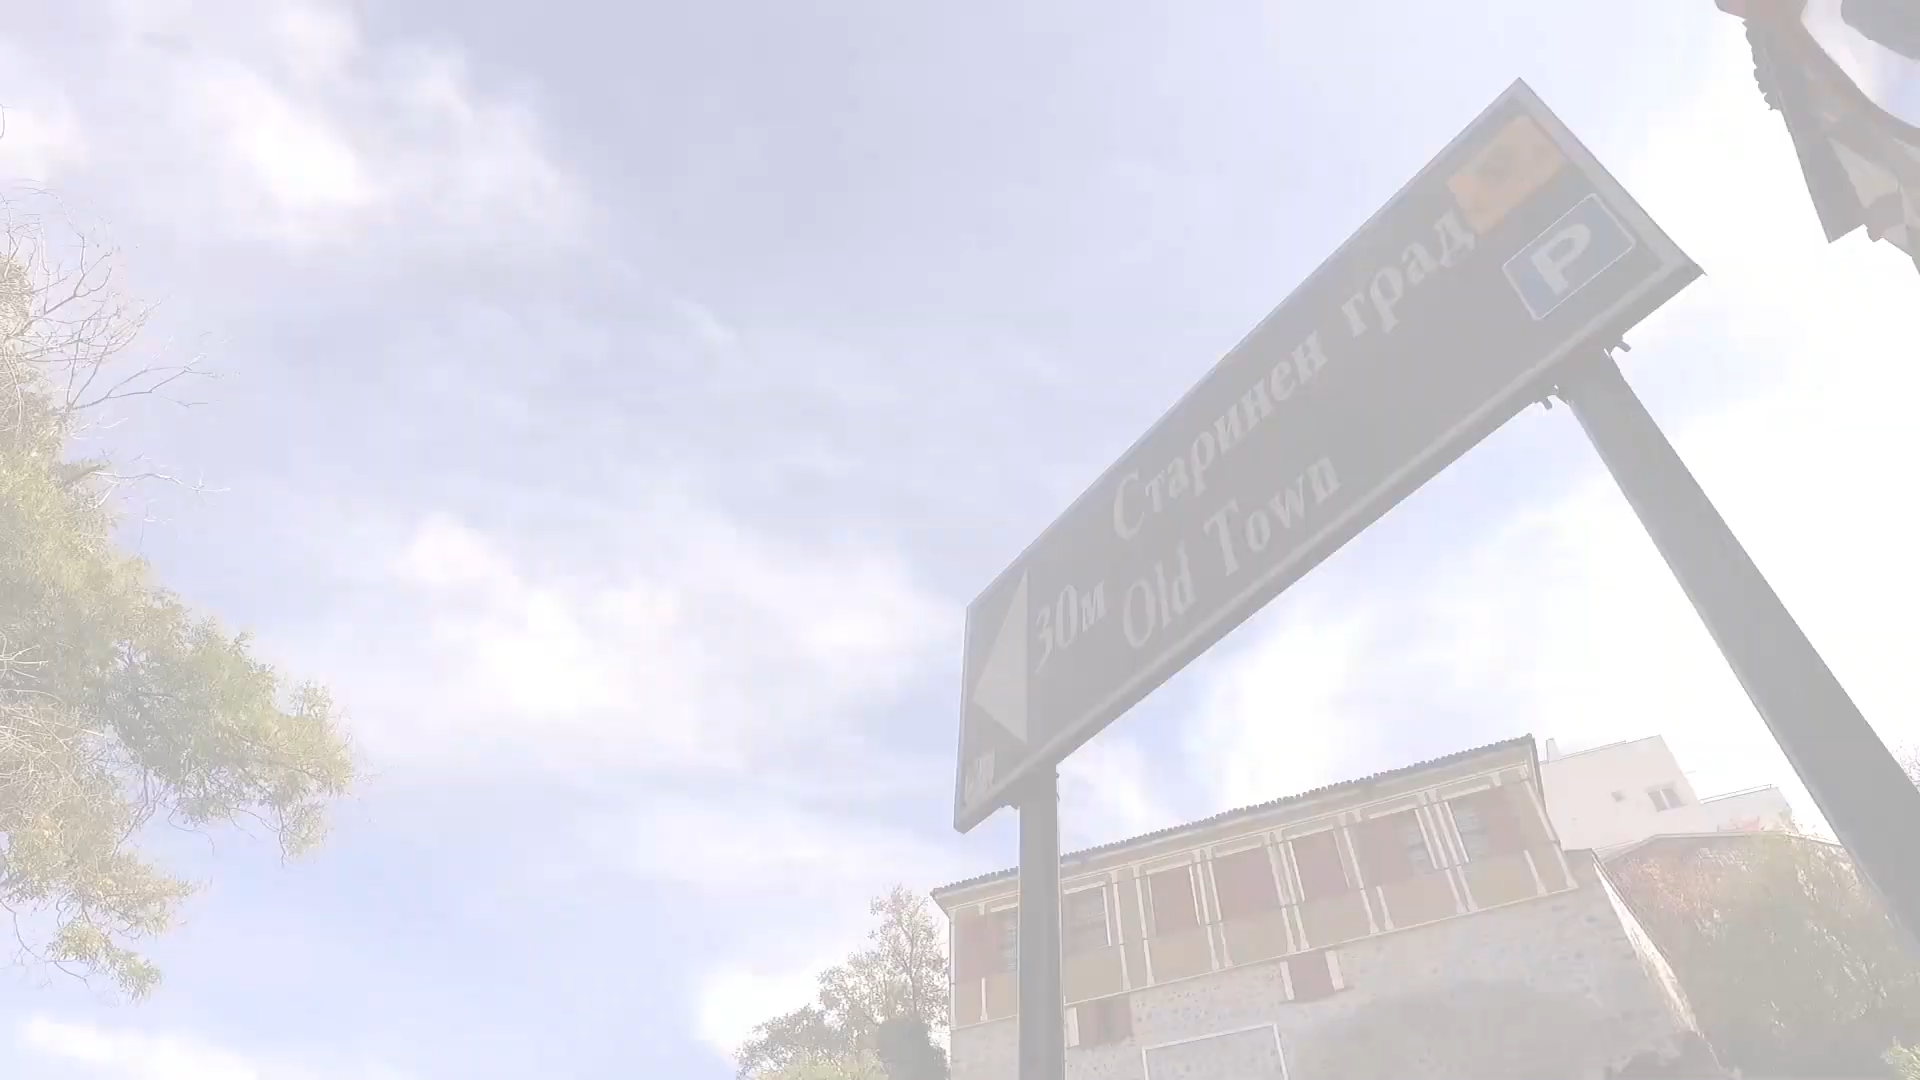 Старинен град
30м
Old Town
P